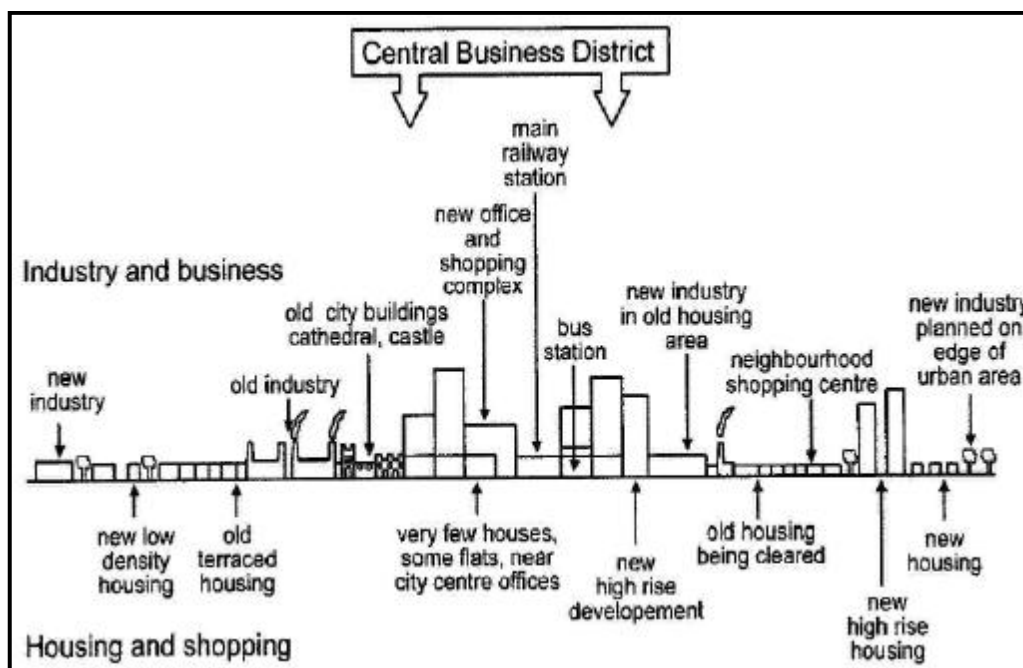 Central Business District
main
railway
station
new office
and
shopping
complex
Industry and business
old city buildings
cathedral, castle
bus
station
new industry
in old housing
area
new industry
planned on
edge of
urban area
neighbourhood
shopping centre
new
industry
old industry
new low
density
housing
old
terraced
housing
very few houses,
some flats, near
city centre offices
new
high rise
developement
old housing
being cleared
new
high rise
housing
new
housing
Housing and shopping